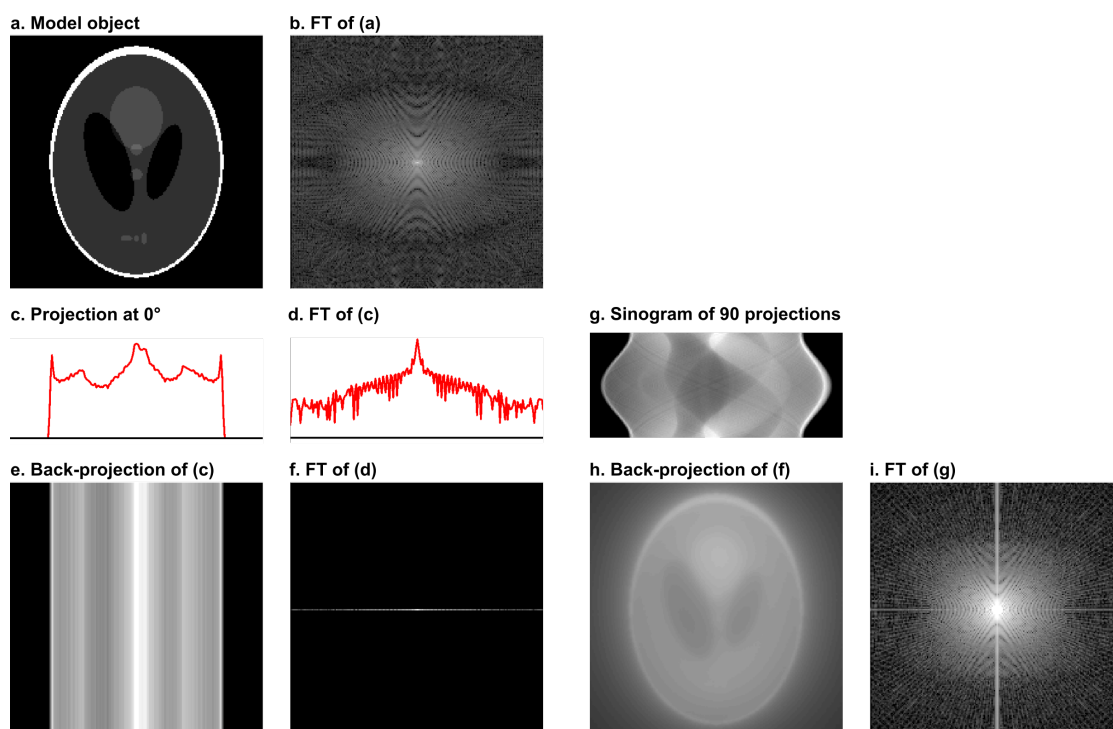 a. Model object
b. FT of (a)
c. Projection at 0°
d. FT of (c)
g. Sinogram of 90 projections
e. Back-projection of (c)
f. FT of (d)
h. Back-projection of (f)
i. FT of (g)